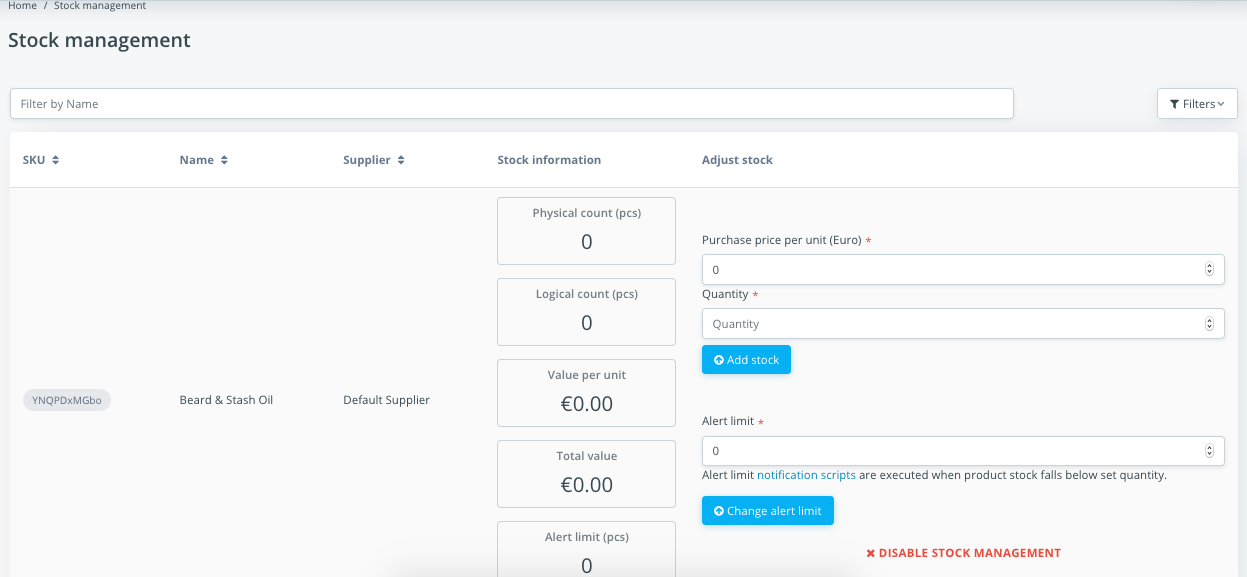 Home / Stock management
Stock management
Filter by Name
Filters
SKU Name Supplier Stock information Adjust stock
YNQPDxMGbo
Beard & Stash Oil
Default Supplier
Physical count (pcs)
0
Logical count (pcs)
0
Value per unit
€0.00
Total value
€0.00
Alert limit (pcs)
0
Purchase price per unit (Euro) *
0
Quantity *
Quantity
Add stock
Alert limit *
0
Alert limit notification scripts are executed when product stock falls below set quantity.
Change alert limit
DISABLE STOCK MANAGEMENT